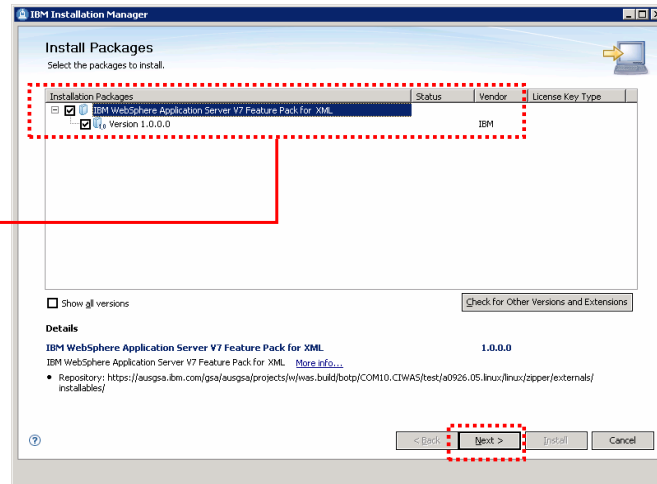 IBM Installation Manager
Install Packages
Select the packages to install.
Installation Packages Status Vendor License Key Type
IBM WebSphere Application Server V7 Feature Pack for XML
Version 1.0.0.0 IBM
Show all versions Check for Other Versions and Extensions
Details
IBM WebSphere Application Server V7 Feature Pack for XML 1.0.0.0
IBM WebSphere Application Server V7 Feature Pack for XML More info...
Repository: https://ausgsa.ibm.com/gsa/ausgsa/projects/w/was.build/botp/COM10.CIWAS/test/a0926.05.linux/linux/zipper/externals/
installables/
? < Back Next > Install Cancel